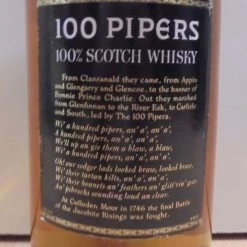 100 PIPERS
100% SCOTCH WHISKY
From Clanranald they came, from Appin
and Glengarry and Glencoe, to the banner of
Bonnie Prince Charlie. Out they marched
from Glenfinnan to the River Esk, to Carlisle
and South, led by The 100 Pipers.
Wi' a hundred pipers, an' a', an' a',
A hundred pipers, an' a', an' a',
We'll up an gie them a blaw, a blaw,
Wi' a hundred pipers, an' a', an' a'.
Oh! our sodger lads looked braw, looked braw,
Wi' their tartan kilts, an' a', an' a',
Wi' their bonnets an' feathers an' glitt'rin' gear
An' pibrochs sounding loud an' clear.
At Culloden Moor in 1746 the final Battle
of the Jacobite Risings was fought.